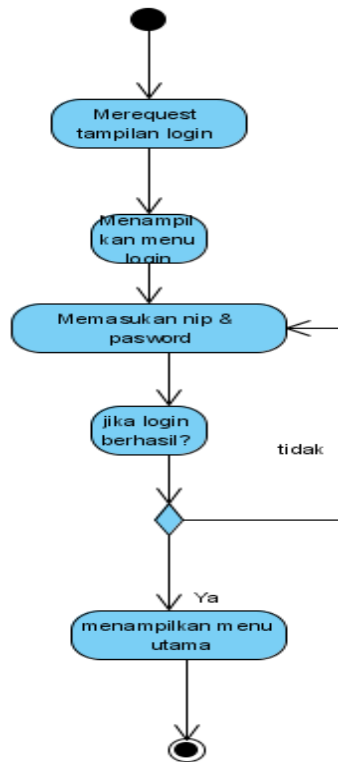 Merequest
tampilan login
Menampil
kan menu
login
Memasukan nip &
pasword
jika login
berhasil?
tidak
Ya
menampilkan menu
utama